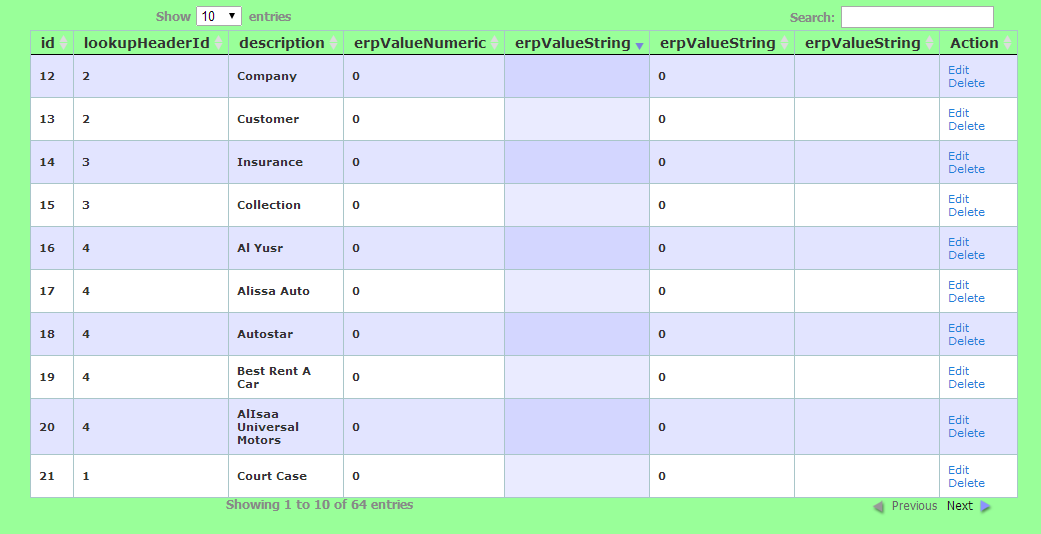 Show 10 entries Search:
id lookupHeaderId description erpValueNumeric erpValueString erpValueString erpValueString Action
12 2 Company 0 0 Edit
Delete
13 2 Customer 0 0 Edit
Delete
14 3 Insurance 0 0 Edit
Delete
15 3 Collection 0 0 Edit
Delete
16 4 Al Yusr 0 0 Edit
Delete
17 4 Alissa Auto 0 0 Edit
Delete
18 4 Autostar 0 0 Edit
Delete
19 4 Best Rent A 0 0 Edit
Car Delete
20 4 AlIsaa 0 0 Edit
Universal Delete
Motors
21 1 Court Case 0 0 Edit
Delete
Showing 1 to 10 of 64 entries Previous Next